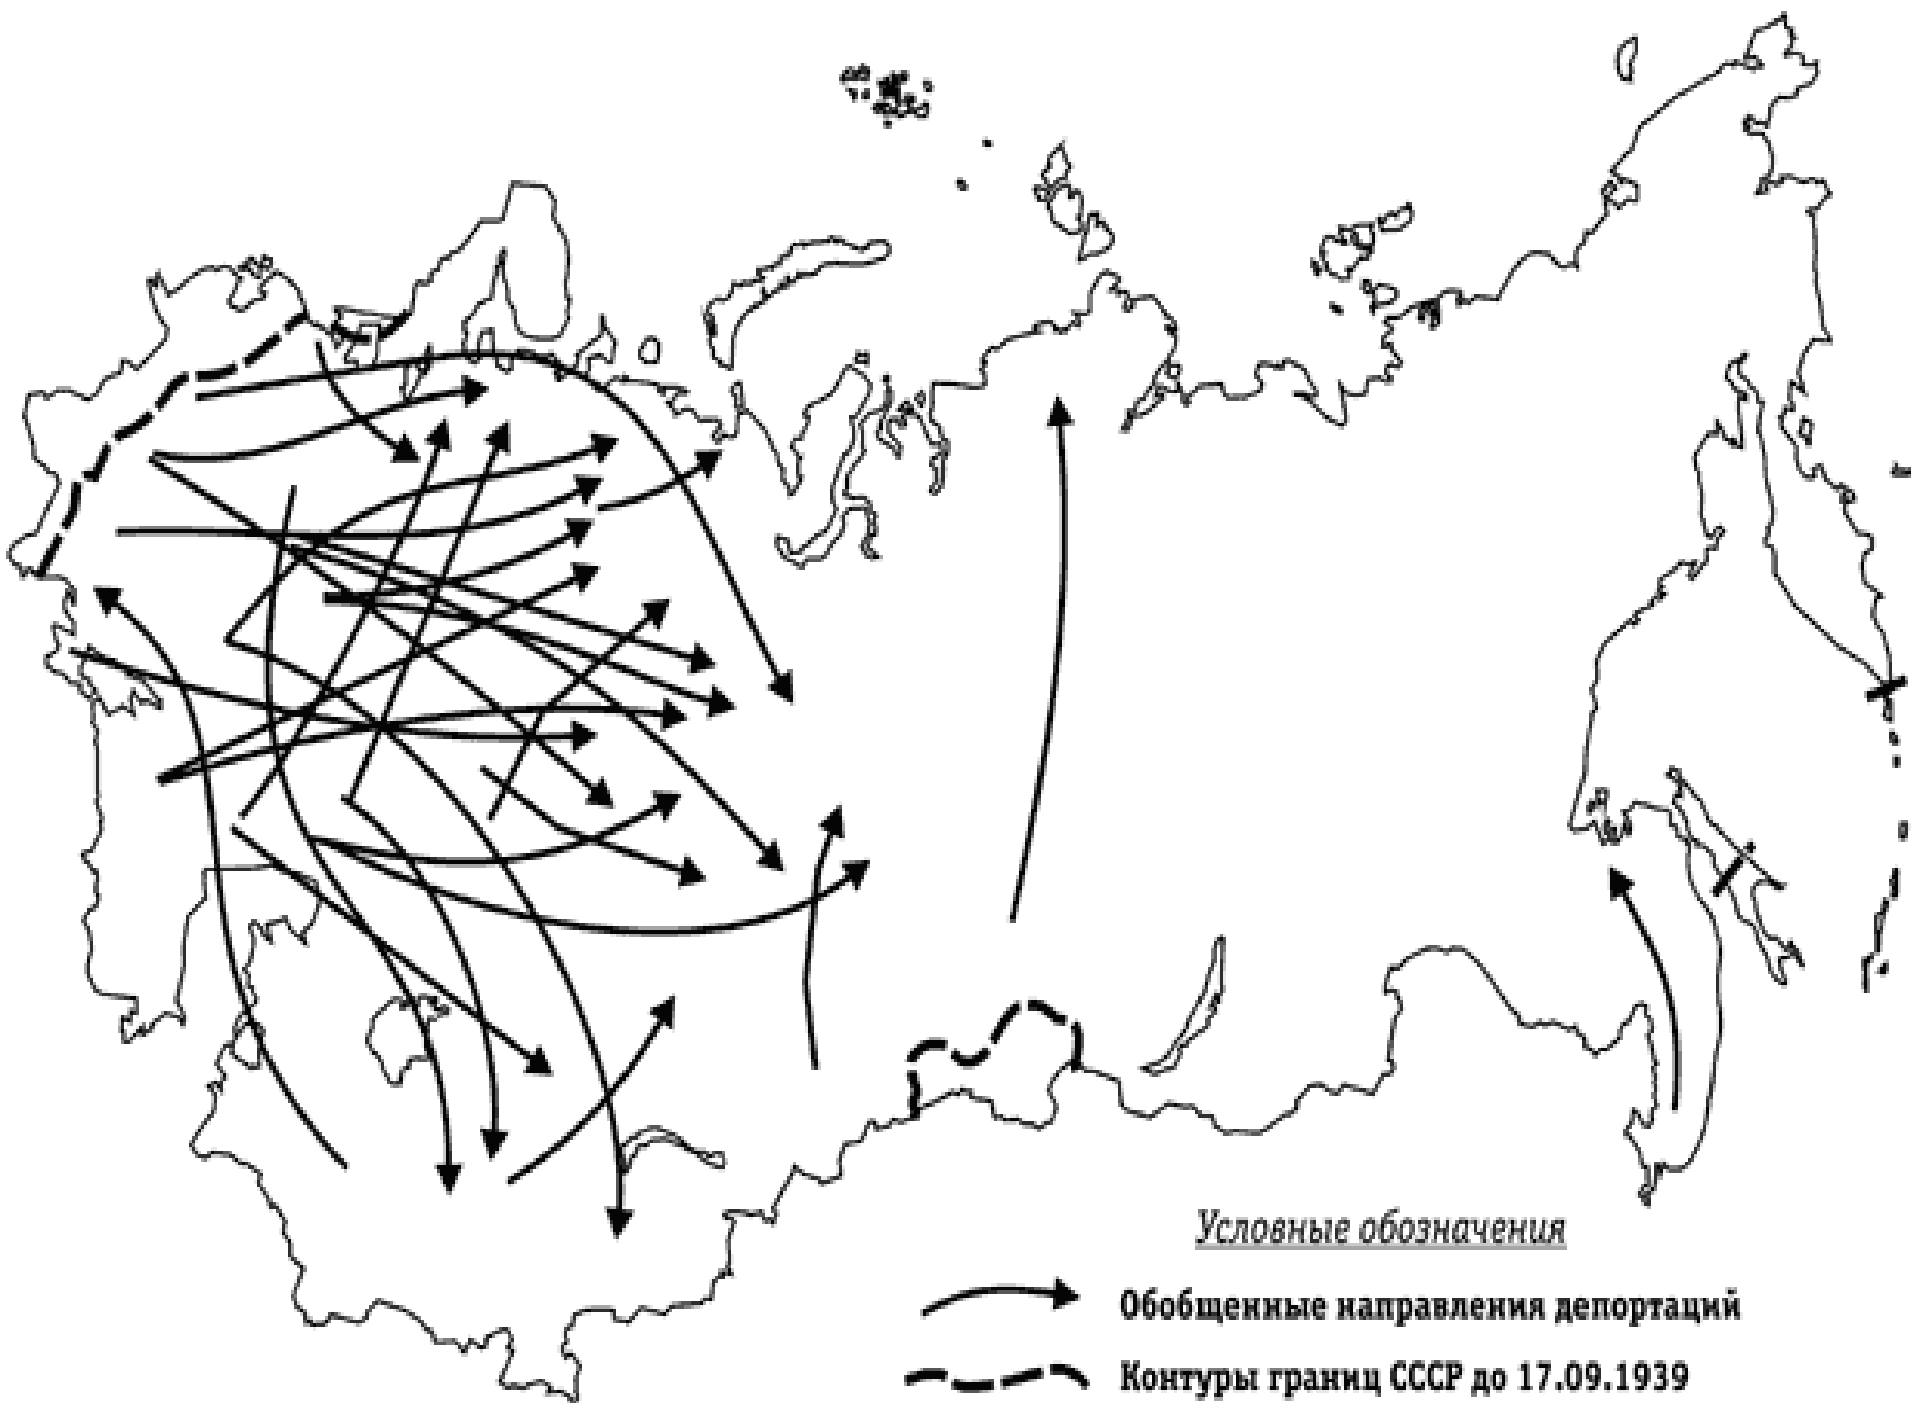 Условные обозначения
Обобщенные направления депортаций
Контуры границ СССР до 17.09.1939